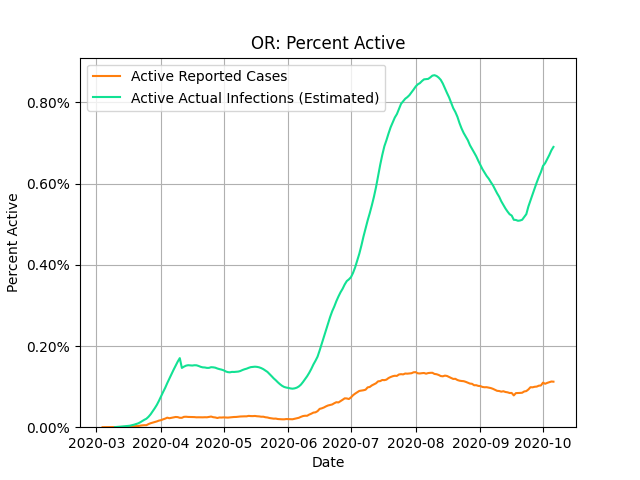 OR: Percent Active
Active Reported Cases
Active Actual Infections (Estimated)
Percent Active
0.80%
0.60%
0.40%
0.20%
0.00%
2020-03 2020-04 2020-05 2020-06 2020-07 2020-08 2020-09 2020-10
Date